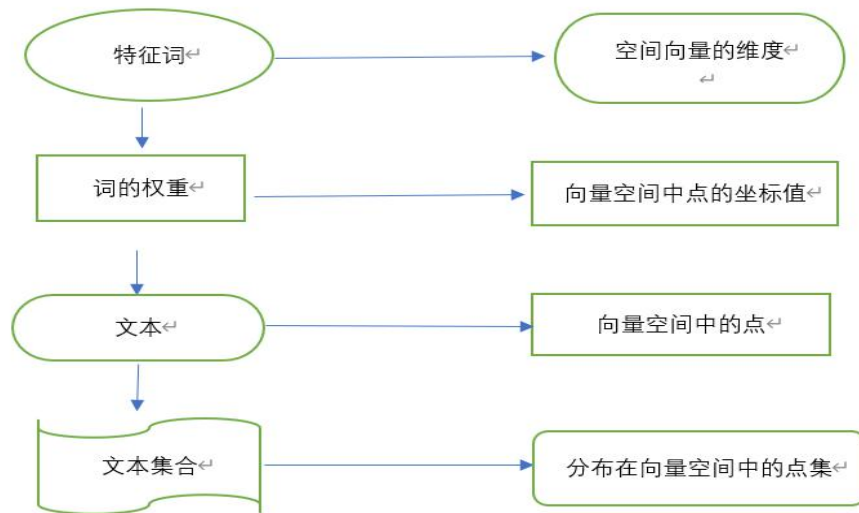 特征词
空间向量的维度
词的权重
向量空间中点的坐标值
文本
向量空间中的点
文本集合
分布在向量空间中的点集